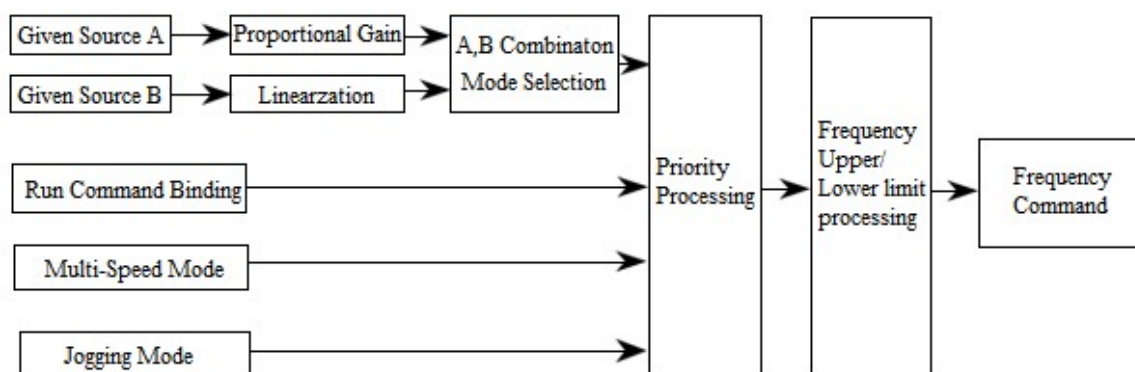 Given Source A
Proportional Gain
A,B Combinaton
Mode Selection
Given Source B
Linearzation
Run Command Binding
Multi-Speed Mode
Jogging Mode
Priority
Processing
Frequency
Upper/
Lower limit
processing
Frequency
Command